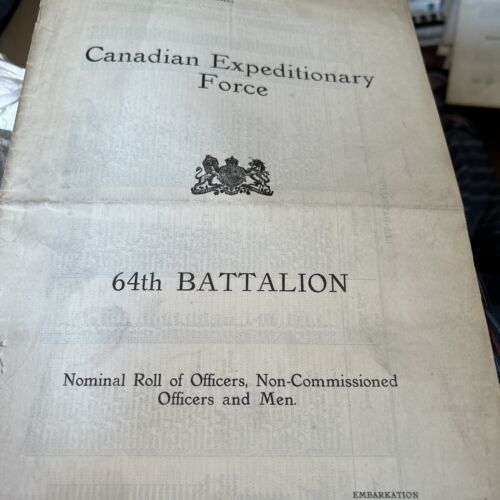 Canadian Expeditionary
Force
64th BATTALION
Nominal Roll of Officers, Non-Commissioned
Officers and Men.
EMBARKATION